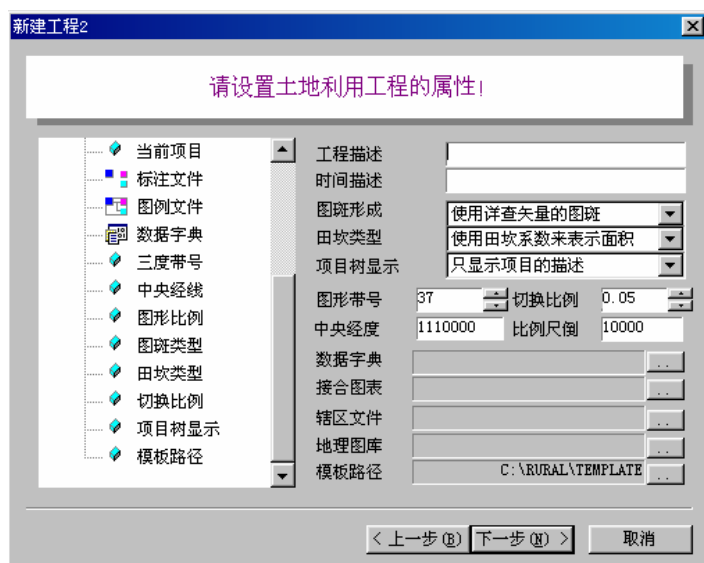 新建工程2
请设置土地利用工程的属性!
当前项目
标注文件
图例文件
数据字典
三度带号
中央经线
图形比例
图斑类型
田坎类型
切换比例
项目树显示
模板路径
工程描述
时间描述
图斑形成 使用详查矢量的图斑
田坎类型 使用田坎系数来表示面积
项目树显示 只显示项目的描述
图形带号 37 切换比例 0.05
中央经度 1110000 比例尺倒 10000
数据字典 ..
接合图表 ..
辖区文件 ..
地理图库 ..
模板路径 C:\RURAL\TEMPLATE ..
< 上一步(B) 下一步(N) > 取消